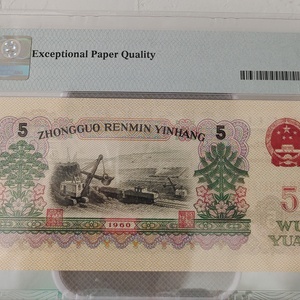 Exceptional Paper Quality
5 ZHONGGUO RENMIN YINHANG 5
1960
5
WU
YUAN